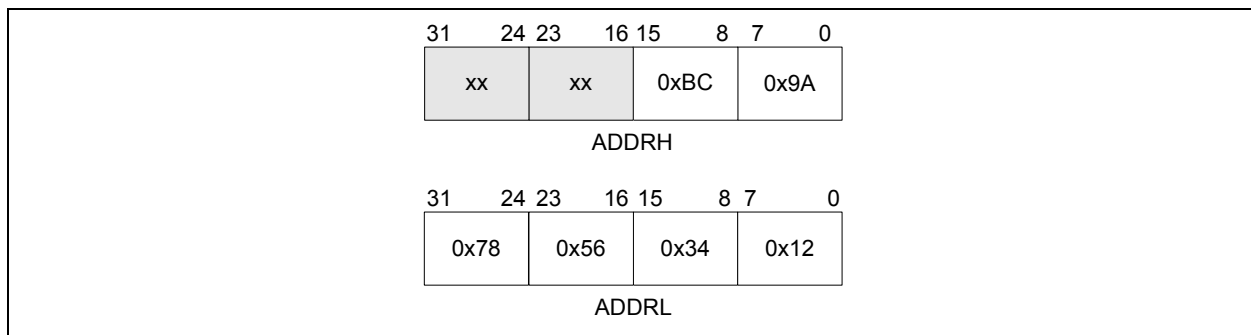 31 24 23 16 15 8 7 0
xx xx 0xBC 0x9A
ADDRH
31 24 23 16 15 8 7 0
0x78 0x56 0x34 0x12
ADDRL